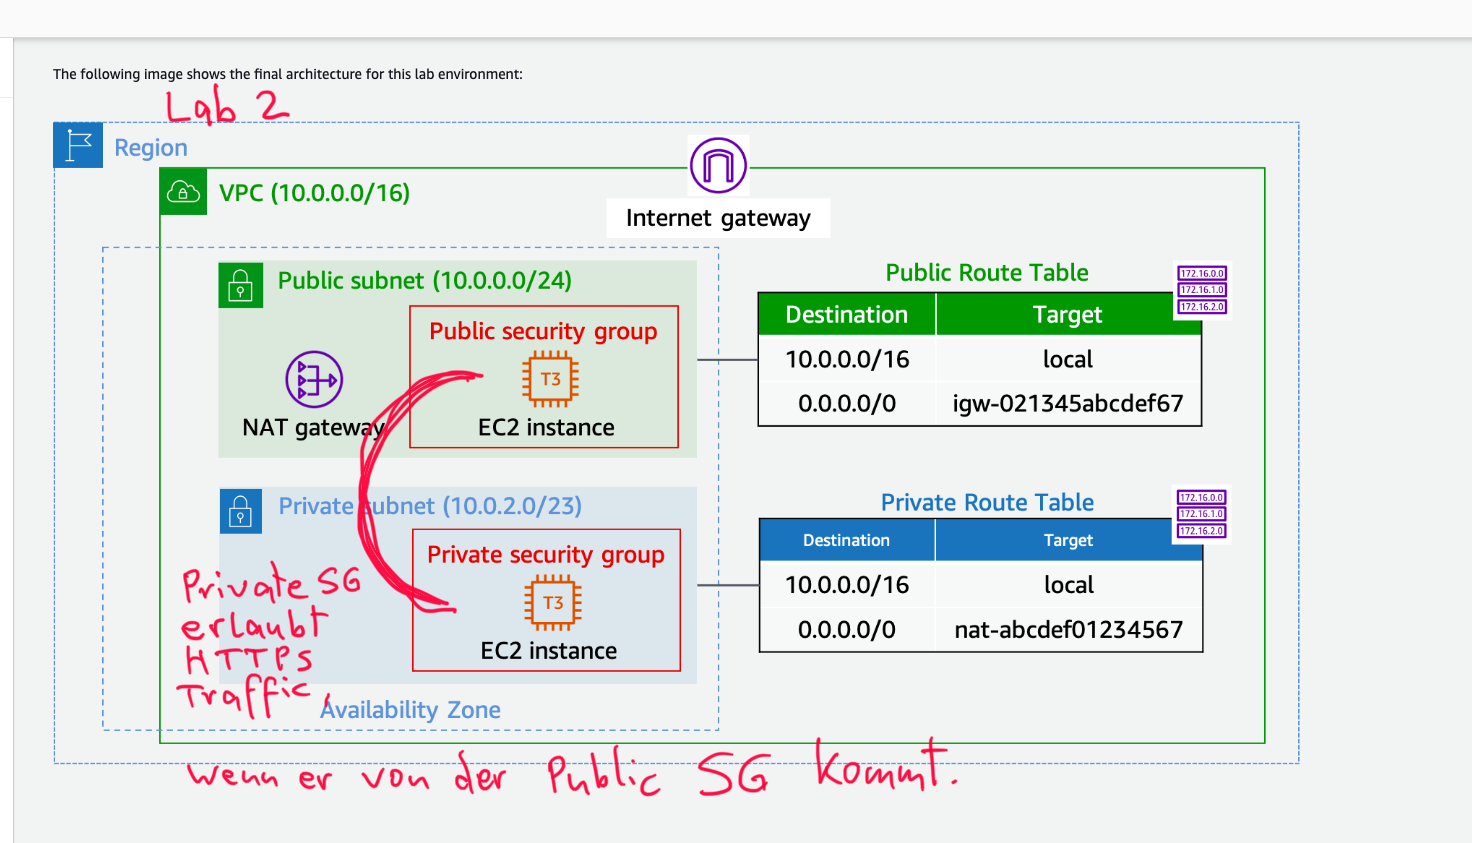 The following image shows the final architecture for this lab environment:
Lab 2
Region
VPC (10.0.0.0/16)
Internet gateway
Public subnet (10.0.0.0/24)
Public security group
T3
NAT gateway
EC2 instance
Public Route Table
172.16.0.0
172.16.1.0
172.16.2.0
Destination Target
10.0.0.0/16 local
0.0.0.0/0 igw-021345abcdef67
Private subnet (10.0.2.0/23)
Private security group
T3
EC2 instance
Private Route Table
172.16.0.0
172.16.1.0
172.16.2.0
Destination Target
10.0.0.0/16 local
0.0.0.0/0 nat-abcdef01234567
Private SG
erlaubt
HTTPS
Traffic,
Availability Zone
wenn er von der Public SG kommt.